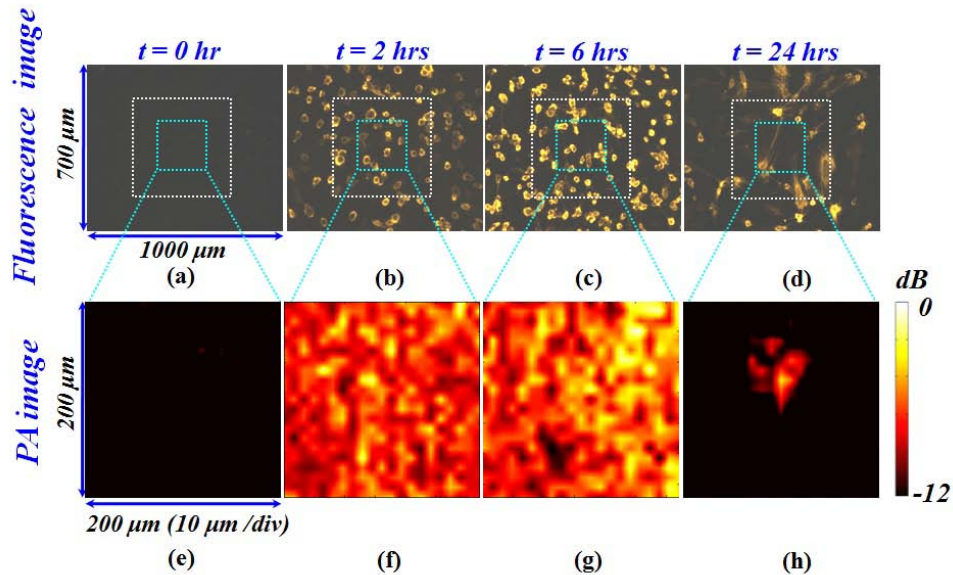 Fluorescence image
t = 0 hr
t = 2 hrs
t = 6 hrs
t = 24 hrs
700 μm
1000 μm
(a)
(b)
(c)
(d)
PA image
200 μm
dB
0
-12
200 μm (10 μm /div)
(e)
(f)
(g)
(h)